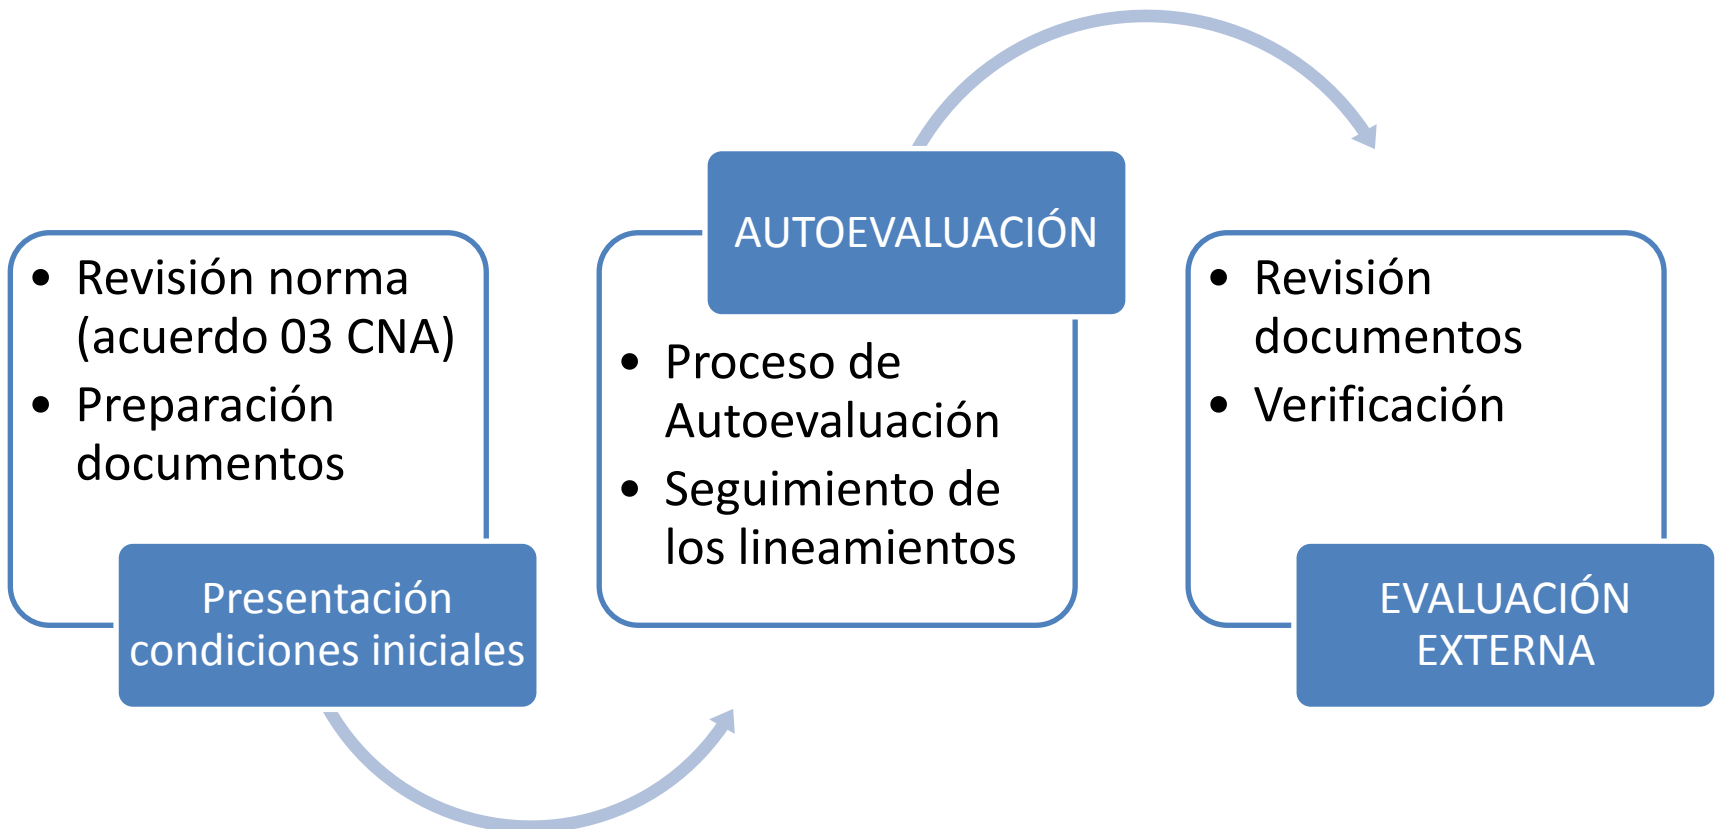 • Revisión norma
(acuerdo 03 CNA)
• Preparación
documentos
Presentación
condiciones iniciales
AUTOEVALUACIÓN
• Proceso de
Autoevaluación
• Seguimiento de
los lineamientos
• Revisión
documentos
• Verificación
EVALUACIÓN
EXTERNA